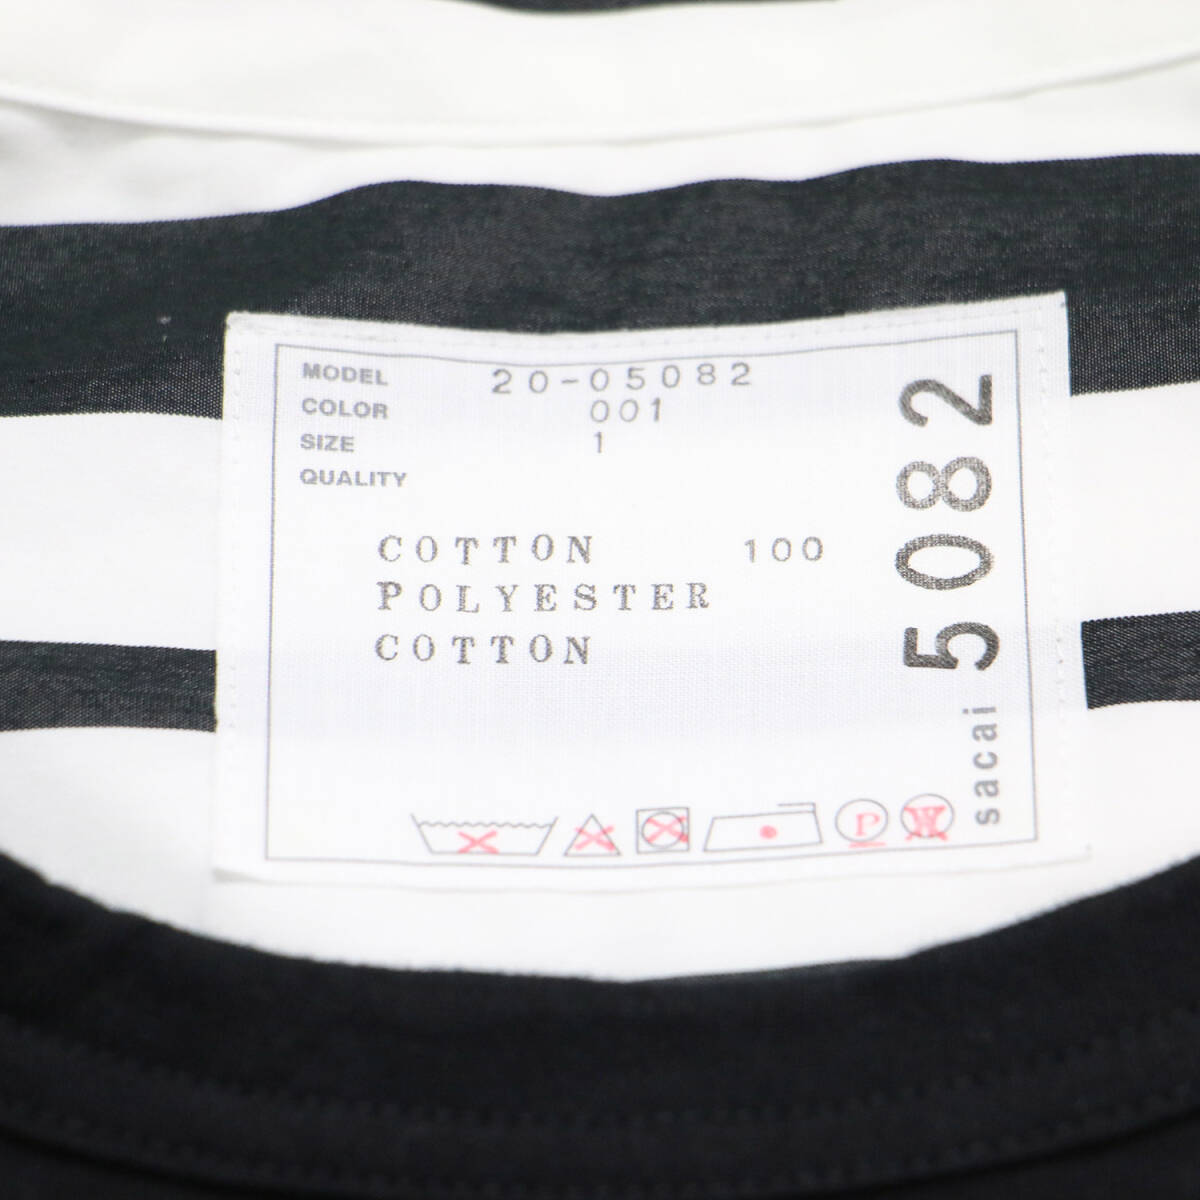 MODEL 20-05082
COLOR 001
SIZE 1
QUALITY
COTTON 100
POLYESTER
COTTON
sacai 5082
P
W